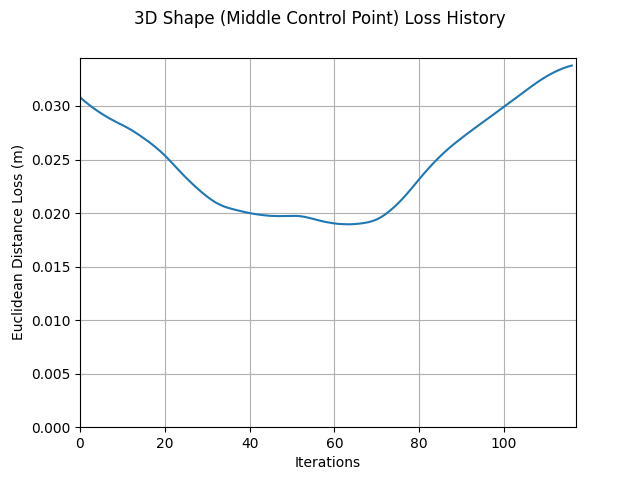 3D Shape (Middle Control Point) Loss History
0.030
0.025
0.020
0.015
0.010
0.005
0.000
Euclidean Distance Loss (m)
0 20 40 60 80 100
Iterations